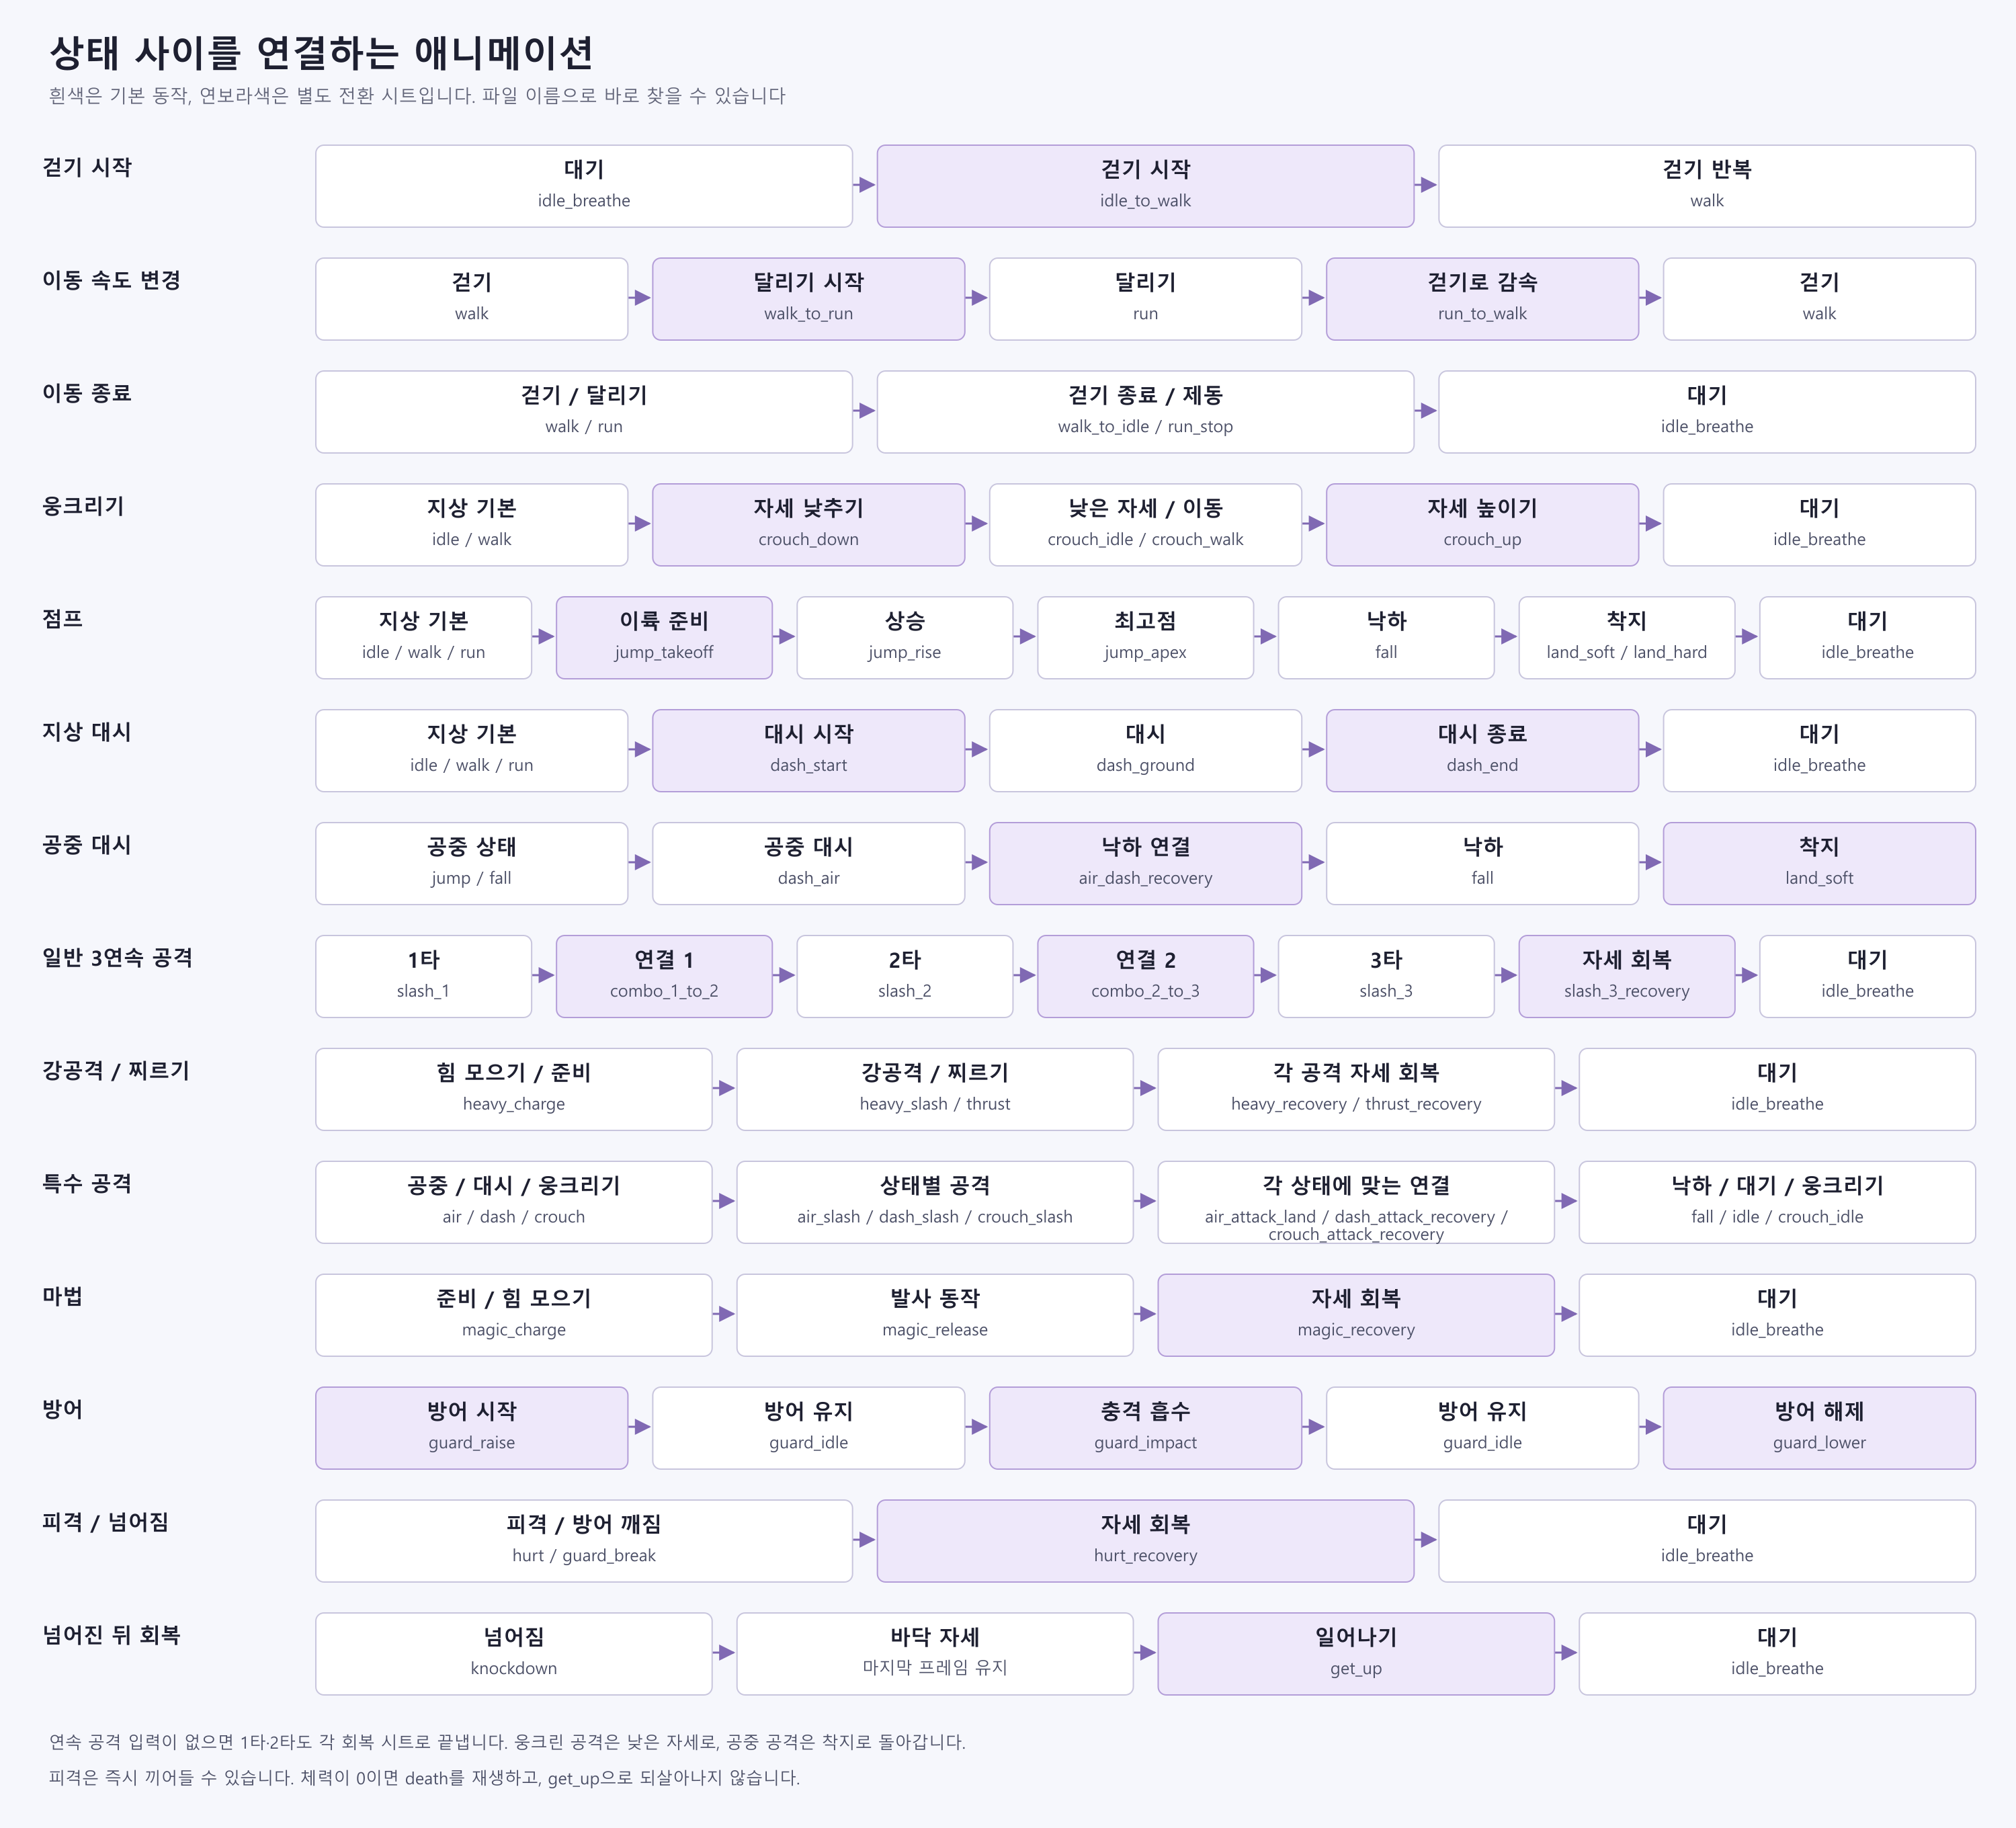 상태 사이를 연결하는 애니메이션
흰색은 기본 동작, 연보라색은 별도 전환 시트입니다. 파일 이름으로 바로 찾을 수 있습니다
걷기 시작
대기
idle_breathe
걷기 시작
idle_to_walk
걷기 반복
walk
이동 속도 변경
걷기
walk
달리기 시작
walk_to_run
달리기
run
걷기로 감속
run_to_walk
걷기
walk
이동 종료
걷기 / 달리기
walk / run
걷기 종료 / 제동
walk_to_idle / run_stop
대기
idle_breathe
웅크리기
지상 기본
idle / walk
자세 낮추기
crouch_down
낮은 자세 / 이동
crouch_idle / crouch_walk
자세 높이기
crouch_up
대기
idle_breathe
점프
지상 기본
idle / walk / run
이륙 준비
jump_takeoff
상승
jump_rise
최고점
jump_apex
낙하
fall
착지
land_soft / land_hard
대기
idle_breathe
지상 대시
지상 기본
idle / walk / run
대시 시작
dash_start
대시
dash_ground
대시 종료
dash_end
대기
idle_breathe
공중 대시
공중 상태
jump / fall
공중 대시
dash_air
낙하 연결
air_dash_recovery
낙하
fall
착지
land_soft
일반 3연속 공격
1타
slash_1
연결 1
combo_1_to_2
2타
slash_2
연결 2
combo_2_to_3
3타
slash_3
자세 회복
slash_3_recovery
대기
idle_breathe
강공격 / 찌르기
힘 모으기 / 준비
heavy_charge
강공격 / 찌르기
heavy_slash / thrust
각 공격 자세 회복
heavy_recovery / thrust_recovery
대기
idle_breathe
특수 공격
공중 / 대시 / 웅크리기
air / dash / crouch
상태별 공격
air_slash / dash_slash / crouch_slash
각 상태에 맞는 연결
air_attack_land / dash_attack_recovery /
crouch_attack_recovery
낙하 / 대기 / 웅크리기
fall / idle / crouch_idle
마법
준비 / 힘 모으기
magic_charge
발사 동작
magic_release
자세 회복
magic_recovery
대기
idle_breathe
방어
방어 시작
guard_raise
방어 유지
guard_idle
충격 흡수
guard_impact
방어 유지
guard_idle
방어 해제
guard_lower
피격 / 넘어짐
피격 / 방어 깨짐
hurt / guard_break
자세 회복
hurt_recovery
대기
idle_breathe
넘어진 뒤 회복
넘어짐
knockdown
바닥 자세
마지막 프레임 유지
일어나기
get_up
대기
idle_breathe
연속 공격 입력이 없으면 1타·2타도 각 회복 시트로 끝냅니다. 웅크린 공격은 낮은 자세로, 공중 공격은 착지로 돌아갑니다.
피격은 즉시 끼어들 수 있습니다. 체력이 0이면 death를 재생하고, get_up으로 되살아나지 않습니다.